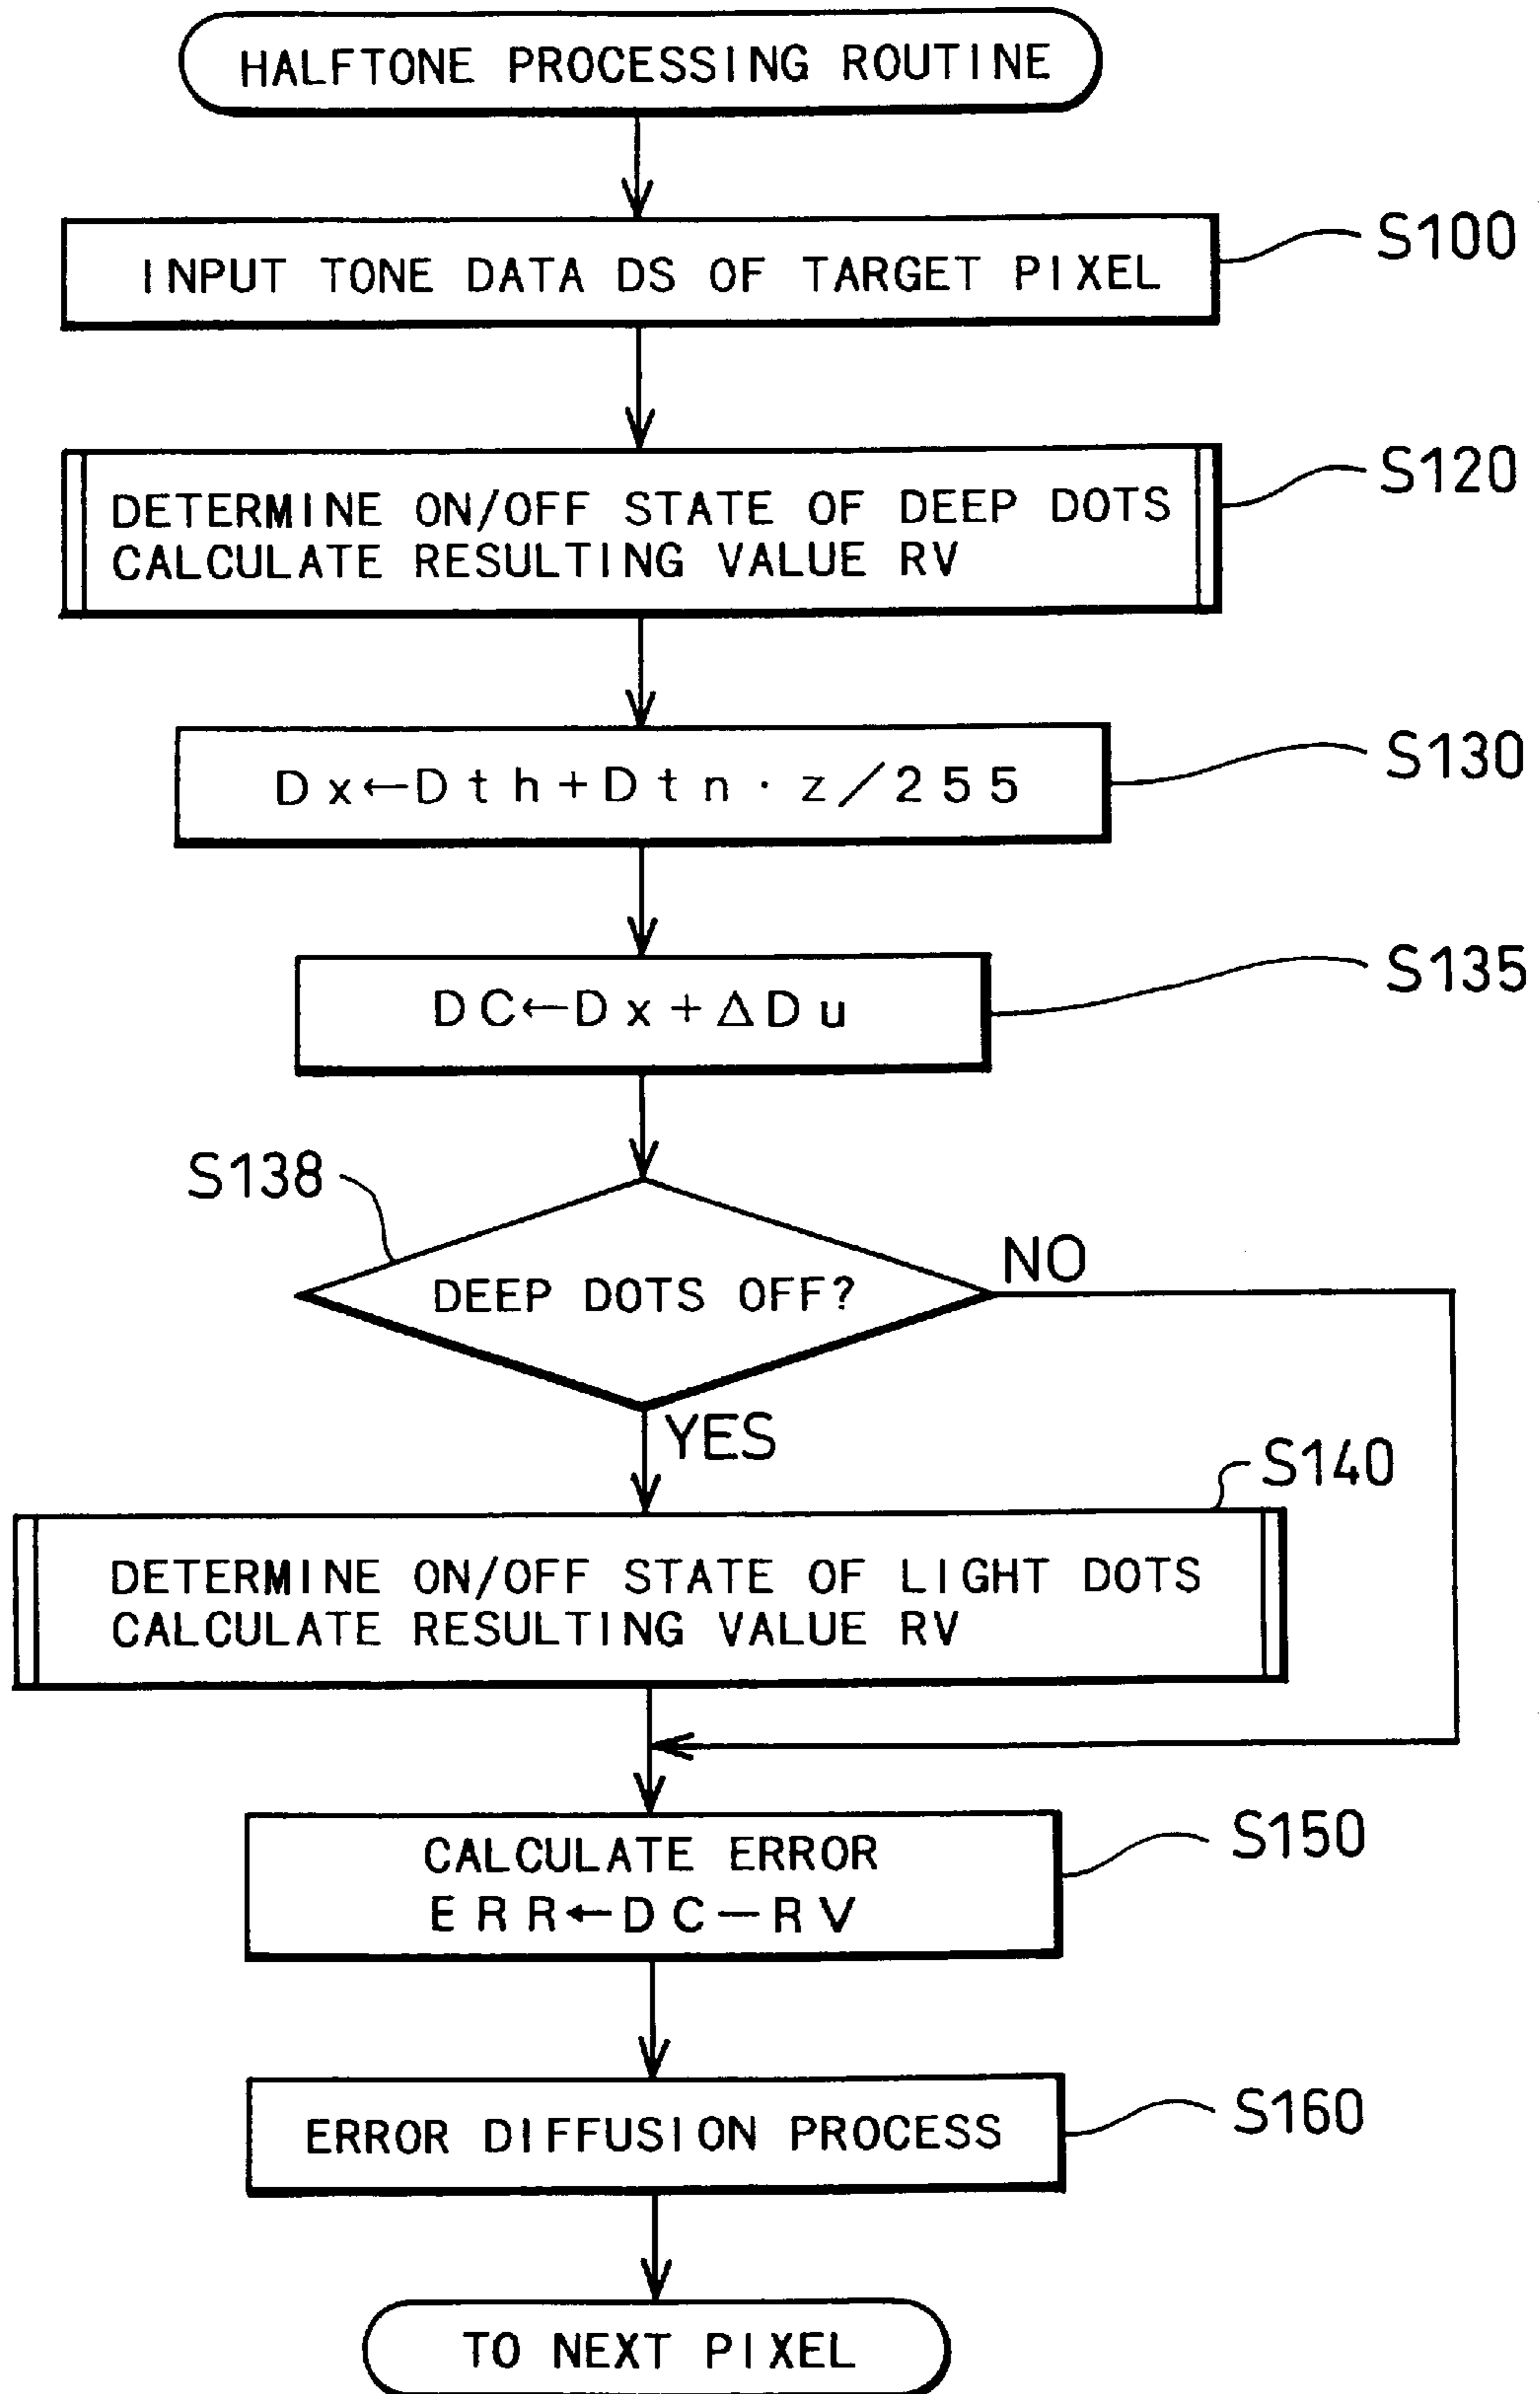 HALFTONE PROCESSING ROUTINE
INPUT TONE DATA DS OF TARGET PIXEL
S100
DETERMINE ON/OFF STATE OF DEEP DOTS
CALCULATE RESULTING VALUE RV
S120
Dx←Dth+Dtn·z/255
S130
DC←Dx+ΔDu
S135
S138
DEEP DOTS OFF?
NO
YES
S140
DETERMINE ON/OFF STATE OF LIGHT DOTS
CALCULATE RESULTING VALUE RV
CALCULATE ERROR
ERR←DC−RV
S150
ERROR DIFFUSION PROCESS
S160
TO NEXT PIXEL